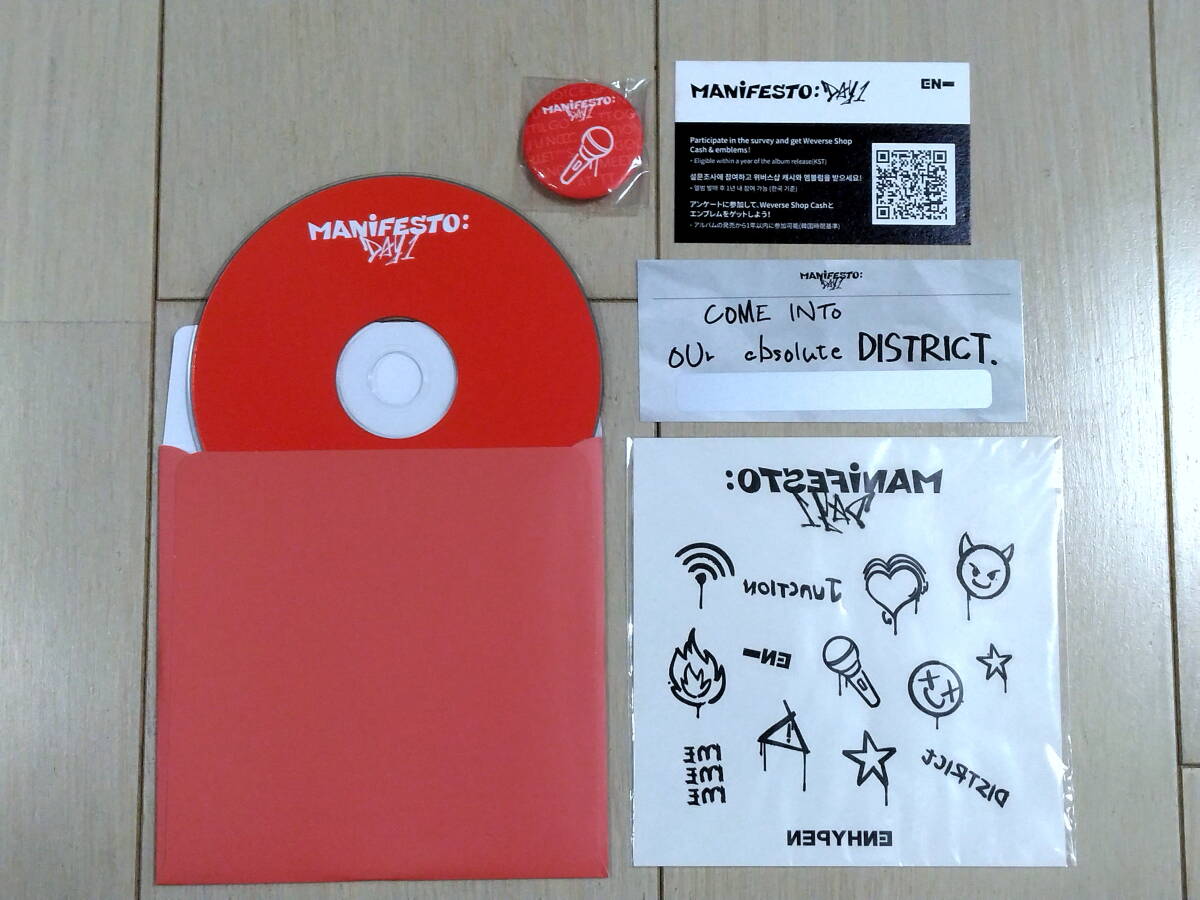 MANiFESTO:
DAY1
MANiFESTO:
DAY1
MANiFESTO: DAY1
EN-
Participate in the survey and get Weverse Shop
Cash & emblems!
• Eligible within a year of the album release(KST)
설문조사에 참여하고 위버스샵 캐시와 엠블럼을 받으세요!
• 앨범 발매 후 1년 내 참여 가능 (한국 기준)
アンケートに参加して、Weverse Shop Cashと
エンブレムをゲットしよう!
• アルバムの発売から1年以内に参加可能(韓国時間基準)
MANiFESTO:
DAY1
COME INTo
oUr absolute DISTRICT.
MANiFESTO:
DAY1
JUNCTION
EN-
ME
ME
ME
DISTRICt
ENHYPEN